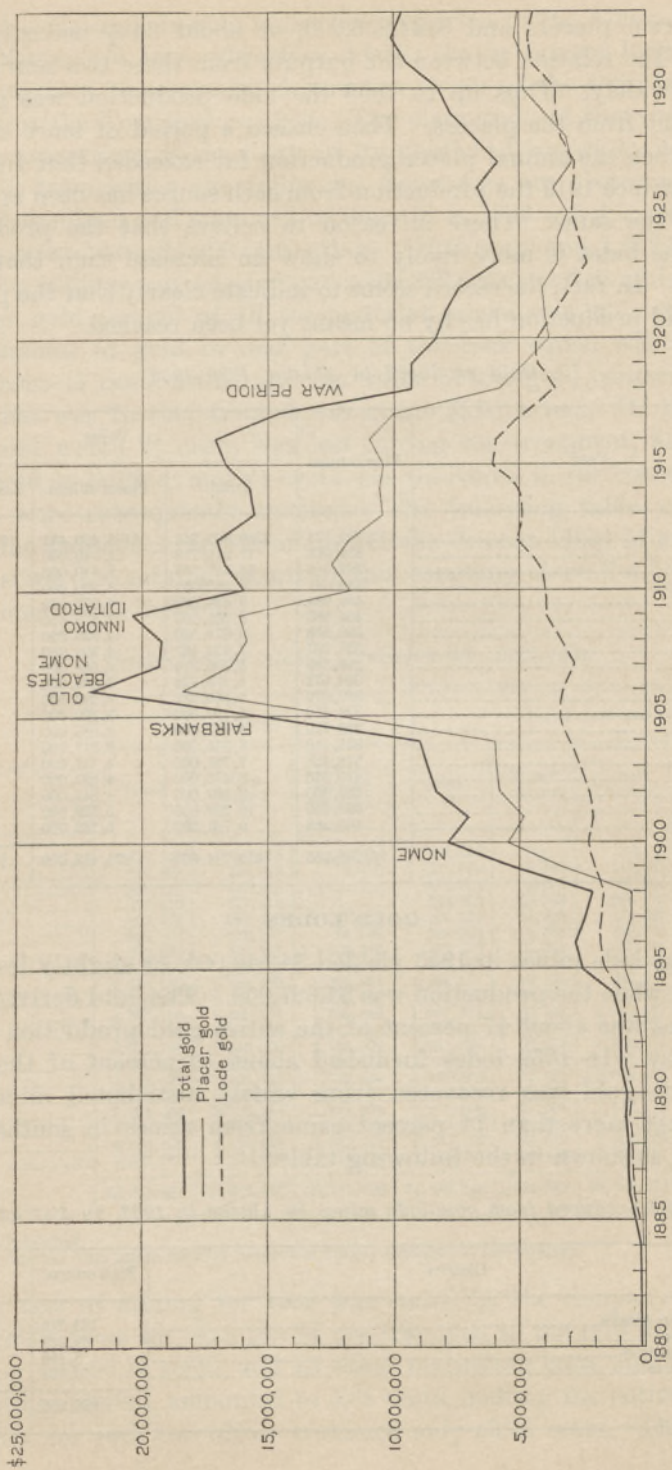 $25,000,000
20,000,000
15,000,000
10,000,000
5,000,000
0
Total gold
Placer gold
Lode gold
NOME
FAIRBANKS
OLD
BEACHES
NOME
INNOKO
IDITAROD
WAR PERIOD
1880
1885
1890
1895
1900
1905
1910
1915
1920
1925
1930